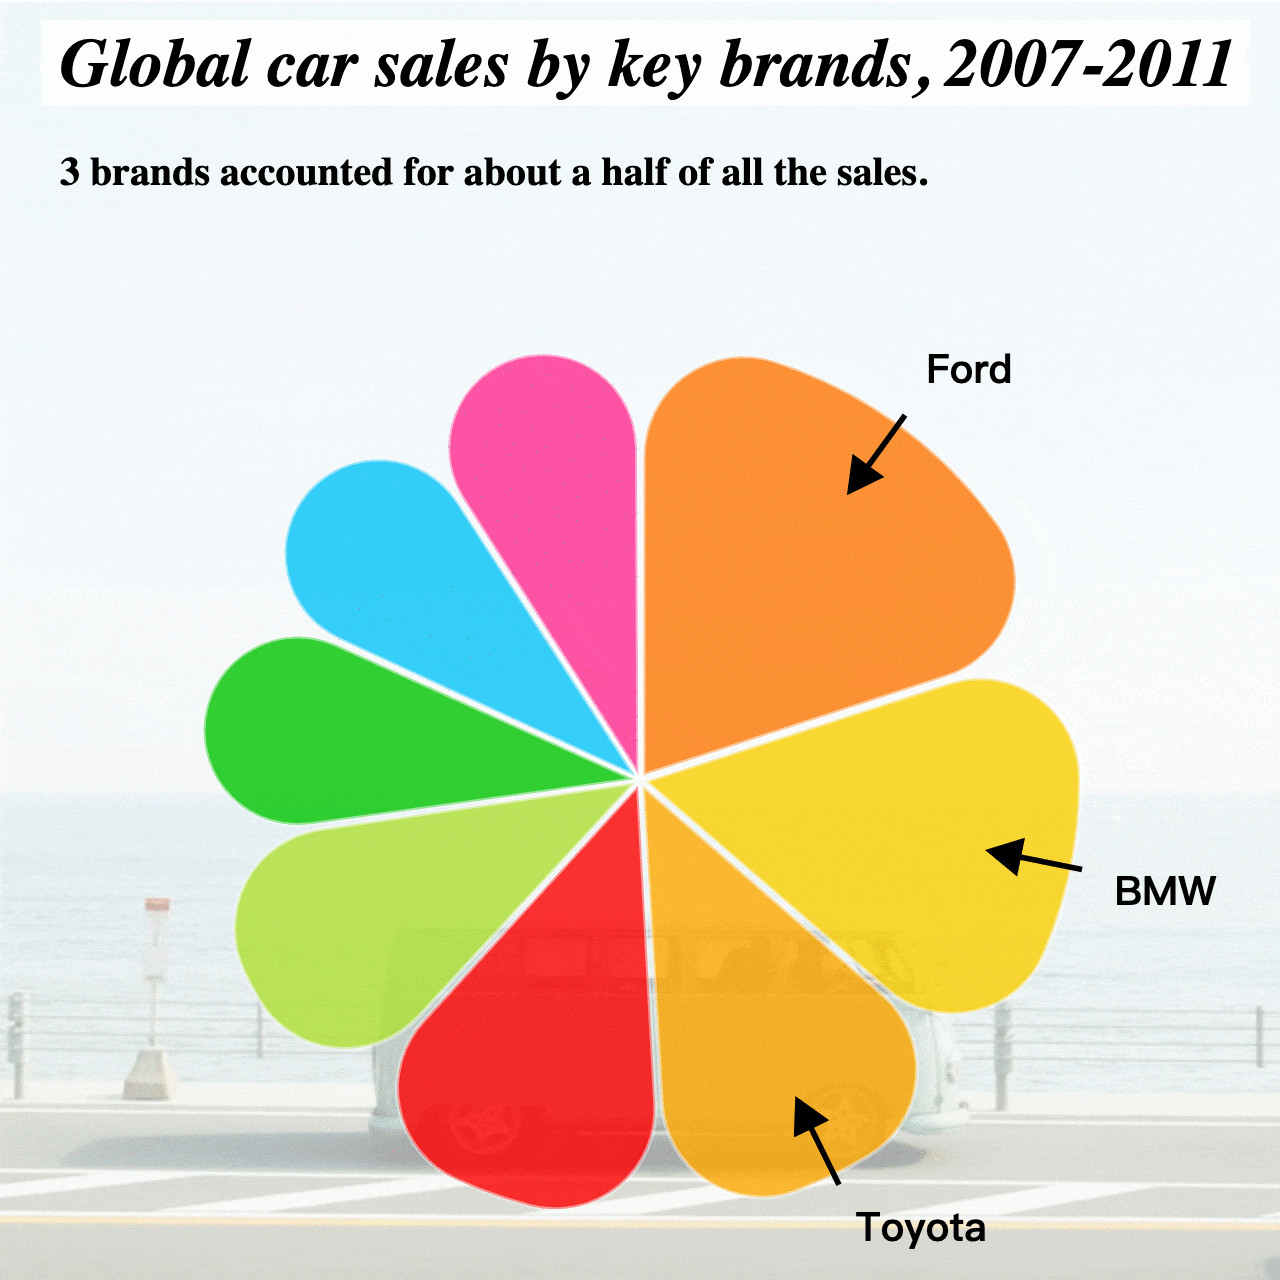 Global car sales by key brands, 2007-2011
3 brands accounted for about a half of all the sales.
Ford
BMW
Toyota